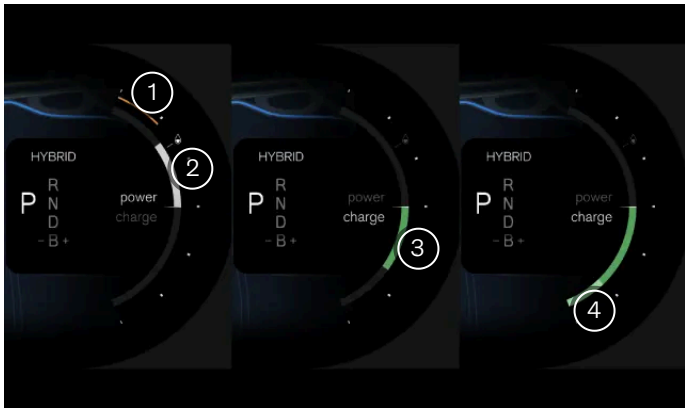 1
2
HYBRID
P
R
N
D
- B +
power
charge
HYBRID
P
R
N
D
- B +
power
charge
3
HYBRID
P
R
N
D
- B +
power
charge
4